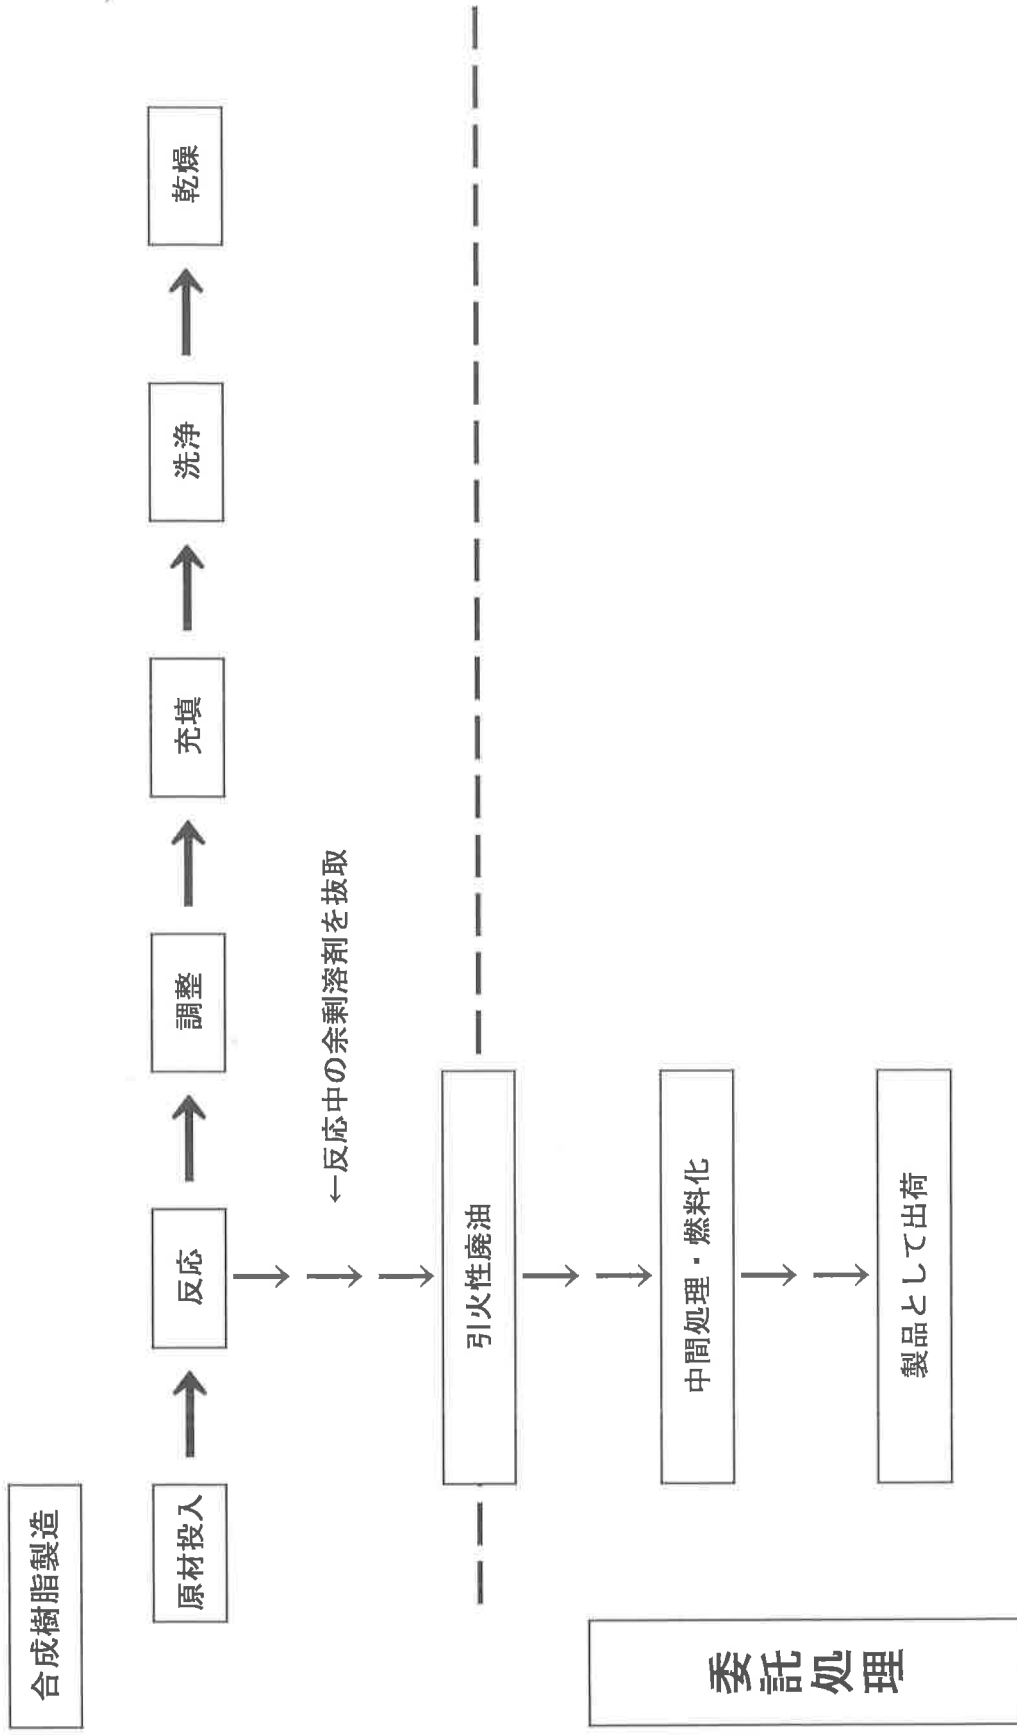 合成樹脂製造
原材投入
反応
調整
充填
洗浄
乾燥
←反応中の余剰溶剤を抜取
引火性廃油
中間処理・燃料化
製品として出荷
委託処理